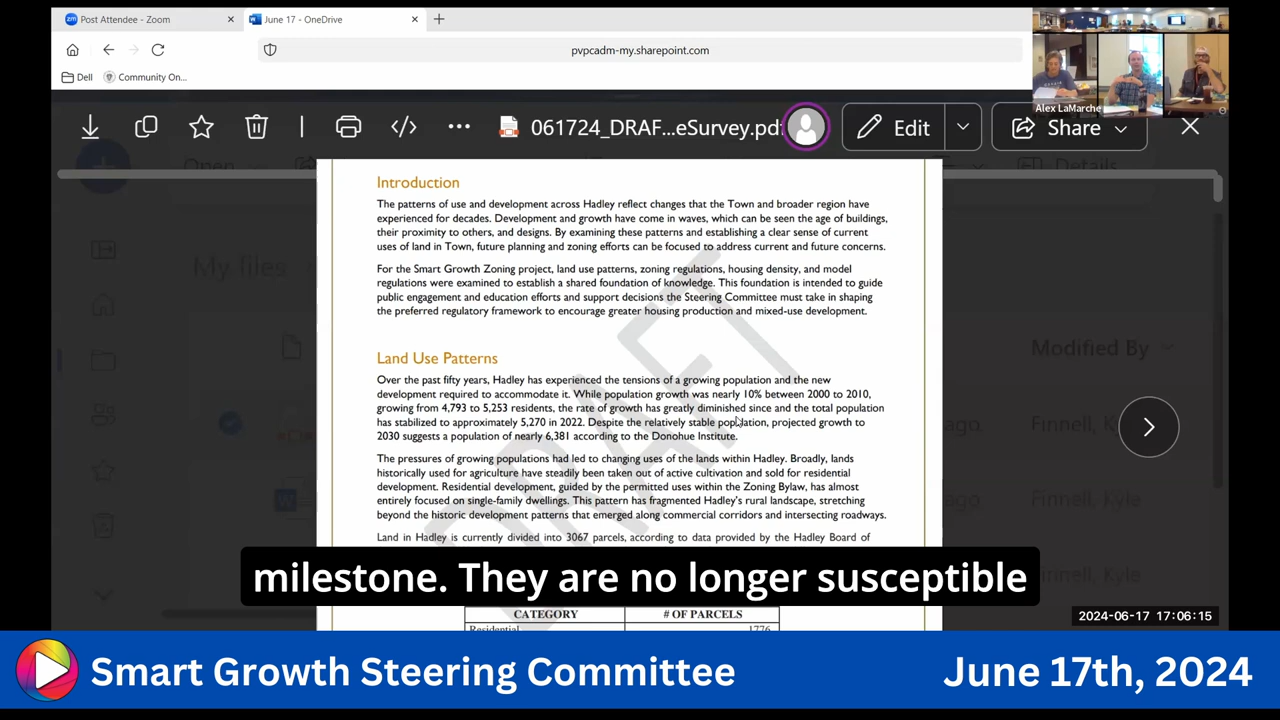 Post Attendee - Zoom
June 17 - OneDrive
pvpcadm-my.sharepoint.com
Dell
Community On...
Alex LaMarche
061724_DRAF...eSurvey.pdf
Edit
Share
Open
Details
My files
Modified By
Introduction
The patterns of use and development across Hadley reflect changes that the Town and broader region have
experienced for decades. Development and growth have come in waves, which can be seen the age of buildings,
their proximity to others, and designs. By examining these patterns and establishing a clear sense of current
uses of land in Town, future planning and zoning efforts can be focused to address current and future concerns.
For the Smart Growth Zoning project, land use patterns, zoning regulations, housing density, and model
regulations were examined to establish a shared foundation of knowledge. This foundation is intended to guide
public engagement and education efforts and support decisions the Steering Committee must take in shaping
the preferred regulatory framework to encourage greater housing production and mixed-use development.
Land Use Patterns
Over the past fifty years, Hadley has experienced the tensions of a growing population and the new
development required to accommodate it. While population growth was nearly 10% between 2000 to 2010,
growing from 4,793 to 5,253 residents, the rate of growth has greatly diminished since and the total population
has stabilized to approximately 5,270 in 2022. Despite the relatively stable population, projected growth to
2030 suggests a population of nearly 6,381 according to the Donohue Institute.
The pressures of growing populations had led to changing uses of the lands within Hadley. Broadly, lands
historically used for agriculture have steadily been taken out of active cultivation and sold for residential
development. Residential development, guided by the permitted uses within the Zoning Bylaw, has almost
entirely focused on single-family dwellings. This pattern has fragmented Hadley's rural landscape, stretching
beyond the historic development patterns that emerged along commercial corridors and intersecting roadways.
Land in Hadley is currently divided into 3067 parcels, according to data provided by the Hadley Board of
DRAFT
ago
Finnell, K
ago
Finnell, Kyle
Finnell, Kyle
milestone. They are no longer susceptible
CATEGORY # OF PARCELS
Residential 1776
2024-06-17 17:06:15
Smart Growth Steering Committee
June 17th, 2024